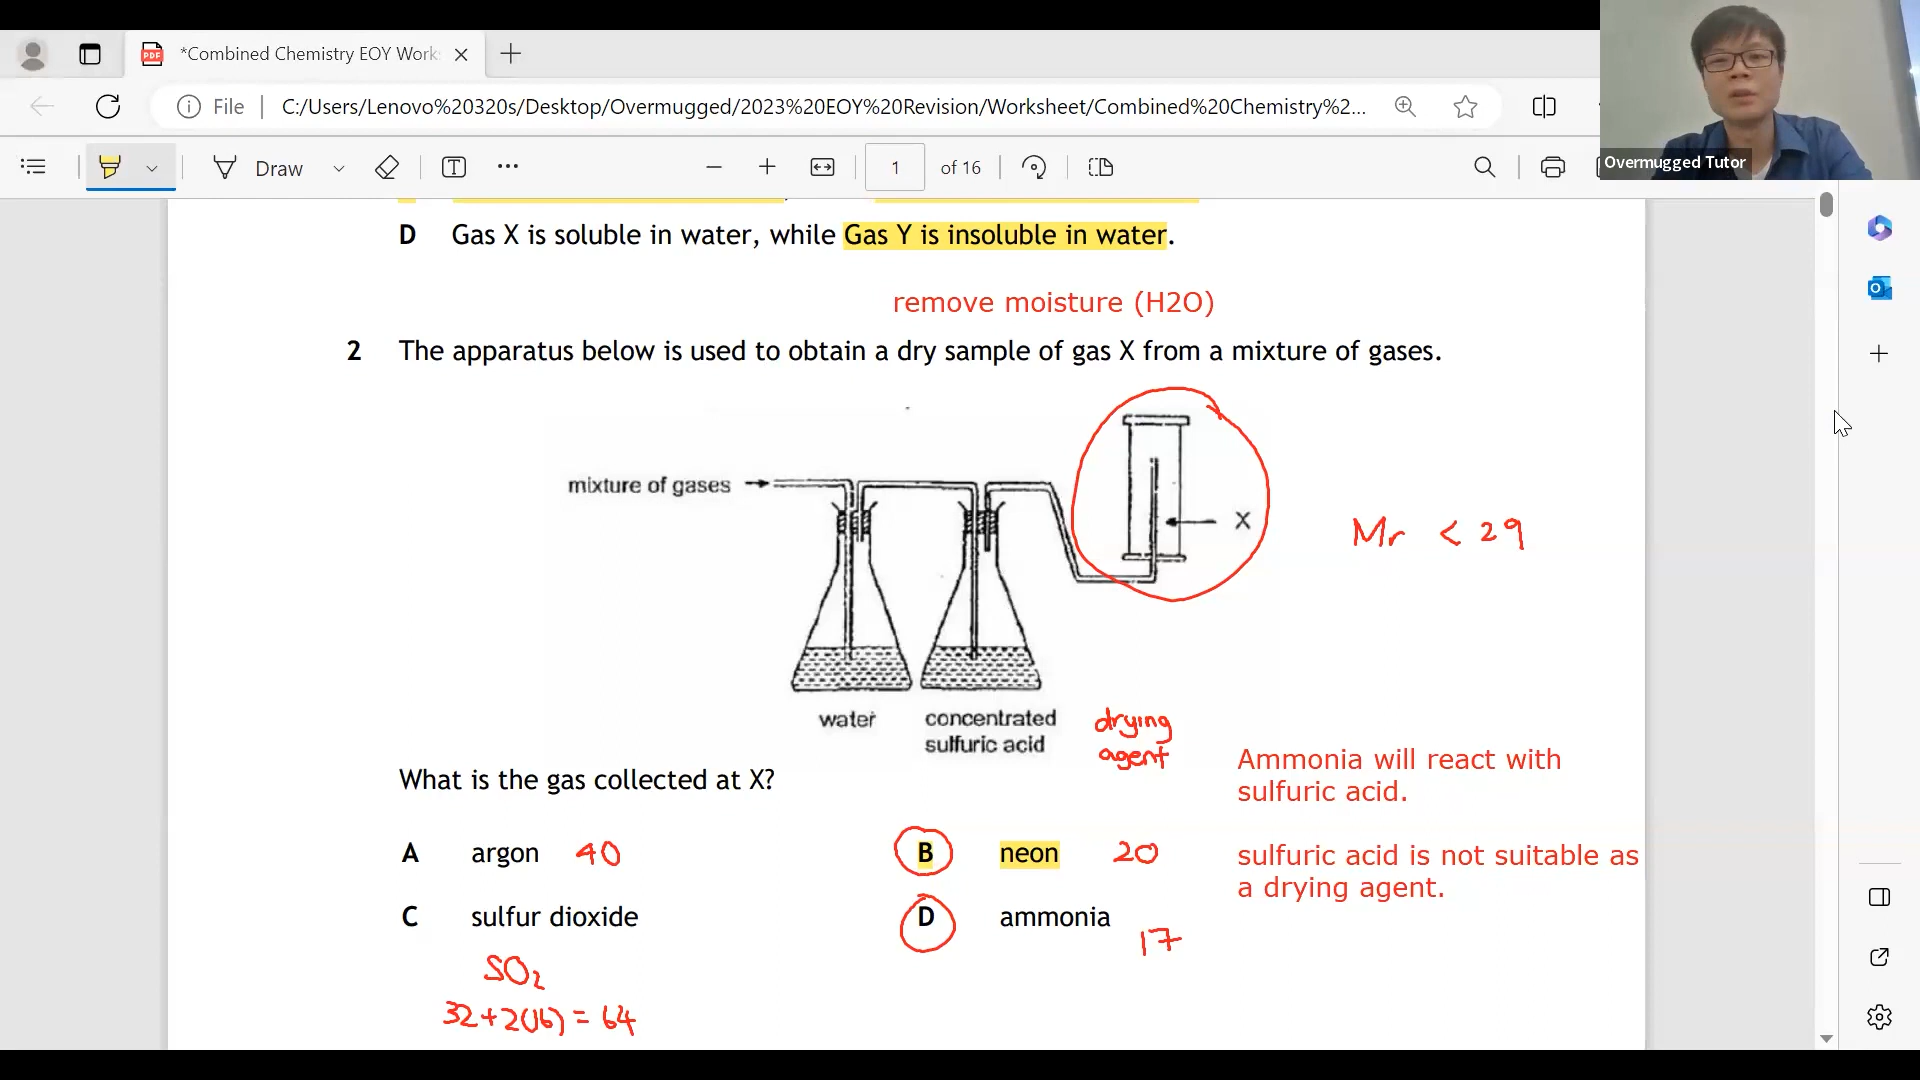 *Combined Chemistry EOY Work
File
C:/Users/Lenovo%20320s/Desktop/Overmugged/2023%20EOY%20Revision/Worksheet/Combined%20Chemistry%2...
Draw
1 of 16
Overmugged Tutor
D Gas X is soluble in water, while Gas Y is insoluble in water.
remove moisture (H2O)
2 The apparatus below is used to obtain a dry sample of gas X from a mixture of gases.
mixture of gases
X
Mr < 29
water
concentrated
sulfuric acid
drying
agent
What is the gas collected at X?
Ammonia will react with
sulfuric acid.
A argon 40
B neon 20
sulfuric acid is not suitable as
a drying agent.
C sulfur dioxide
D ammonia
17
SO2
32+2(16) = 64